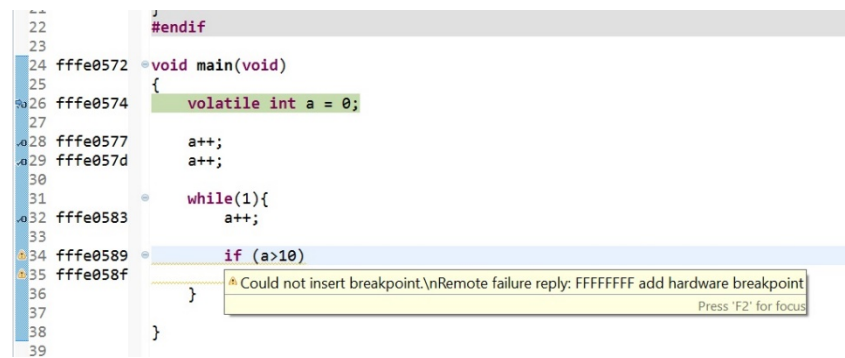 22 #endif
23
24 fffe0572 void main(void)
25 {
26 fffe0574 volatile int a = 0;
27
28 fffe0577 a++;
29 fffe057d a++;
30
31 while(1){
32 fffe0583 a++;
33
34 fffe0589 if (a>10)
35 fffe058f
Could not insert breakpoint.\nRemote failure reply: FFFFFFFF add hardware breakpoint
36 }
Press 'F2' for focus
37
38 }
39